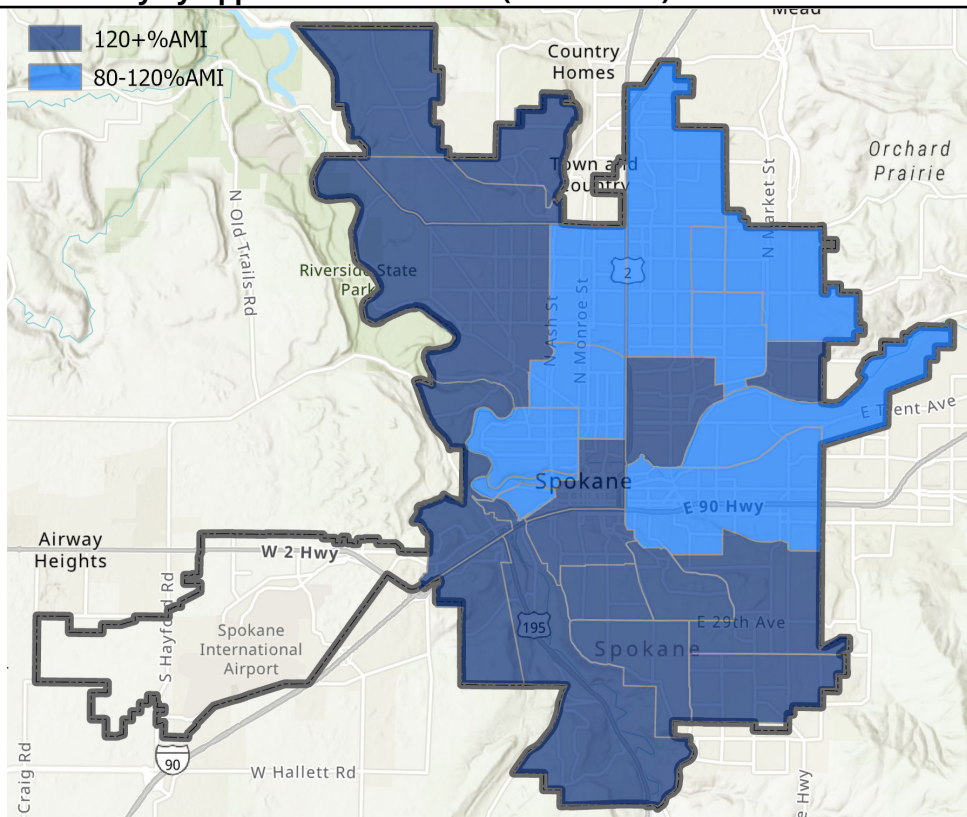 120+%AMI
80-120%AMI
Mead
Country
Homes
Orchard
Prairie
Town and
Country
N Market St
N Old Trails Rd
Riverside State
Park
2
N Ash St
N Monroe St
E Trent Ave
Spokane
E 90 Hwy
Airway
Heights
W 2 Hwy
S Hayford Rd
Spokane
International
Airport
195
E 29th Ave
Spokane
90
W Hallett Rd
Craig Rd
e Hwy